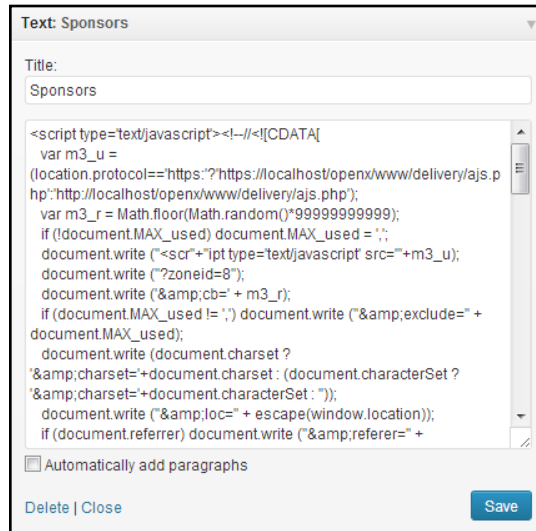 Text: Sponsors
Title:
Sponsors
<script type='text/javascript'><!--//<![CDATA[
var m3_u =
(location.protocol=='https:'?'https://localhost/openx/www/delivery/ajs.p
hp':'http://localhost/openx/www/delivery/ajs.php');
var m3_r = Math.floor(Math.random()*99999999999);
if (!document.MAX_used) document.MAX_used = ',';
document.write ("<scr"+"ipt type='text/javascript' src='"+m3_u);
document.write ("?zoneid=8");
document.write ('&amp;cb=' + m3_r);
if (document.MAX_used != ',') document.write ("&amp;exclude=" +
document.MAX_used);
document.write (document.charset ?
'&amp;charset='+document.charset : (document.characterSet ?
'&amp;charset='+document.characterSet : ''));
document.write ("&amp;loc=" + escape(window.location));
if (document.referrer) document.write ("&amp;referer=" +
Automatically add paragraphs
Delete | Close
Save